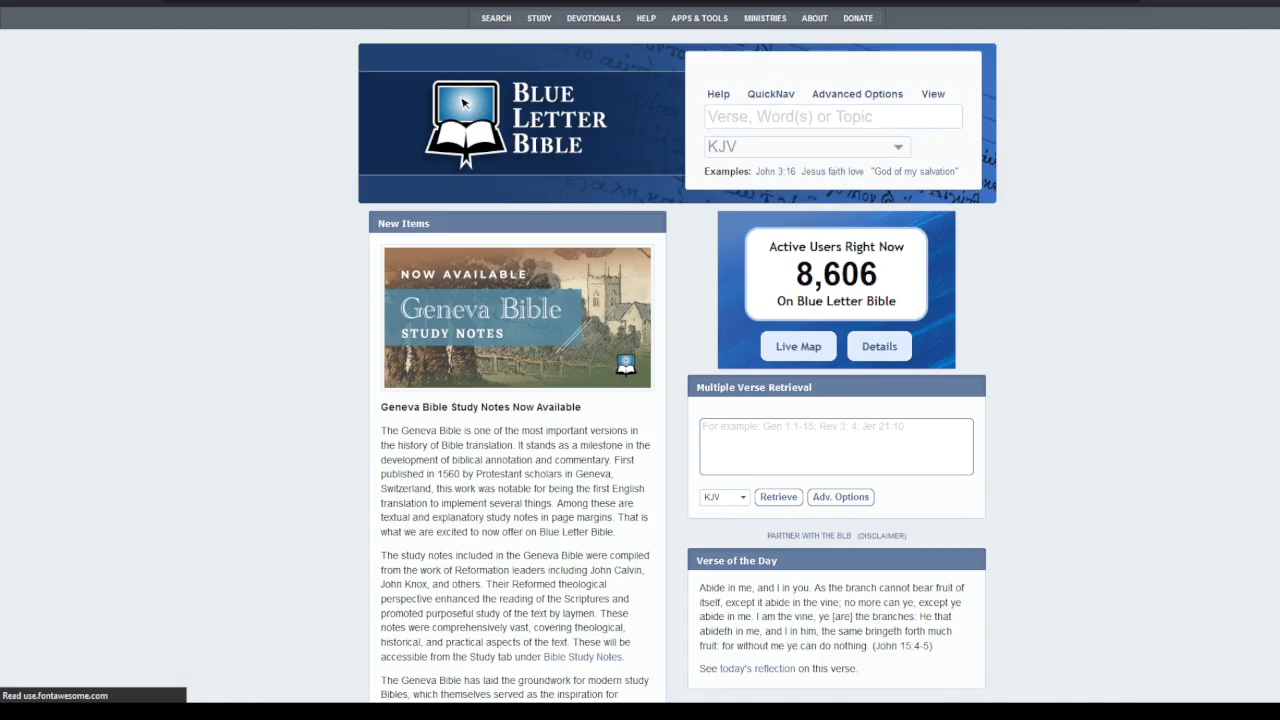 SEARCH STUDY DEVOTIONALS HELP APPS & TOOLS MINISTRIES ABOUT DONATE
BLUE
LETTER
BIBLE
Help QuickNav Advanced Options View
Verse, Word(s) or Topic
KJV
Examples: John 3:16 Jesus faith love "God of my salvation"
New Items
NOW AVAILABLE
Geneva Bible
STUDY NOTES
Geneva Bible Study Notes Now Available
The Geneva Bible is one of the most important versions in
the history of Bible translation. It stands as a milestone in the
development of biblical annotation and commentary. First
published in 1560 by Protestant scholars in Geneva,
Switzerland, this work was notable for being the first English
translation to implement several things. Among these are
textual and explanatory study notes in page margins. That is
what we are excited to now offer on Blue Letter Bible.
The study notes included in the Geneva Bible were compiled
from the work of Reformation leaders including John Calvin,
John Knox, and others. Their Reformed theological
perspective enhanced the reading of the Scriptures and
promoted purposeful study of the text by laymen. These
notes were comprehensively vast, covering theological,
historical, and practical aspects of the text. These will be
accessible from the Study tab under Bible Study Notes.
The Geneva Bible has laid the groundwork for modern study
Bibles, which themselves served as the inspiration for
Active Users Right Now
8,606
On Blue Letter Bible
Live Map Details
Multiple Verse Retrieval
For example: Gen 1:1-15; Rev 3; 4; Jer 21:10
KJV Retrieve Adv. Options
PARTNER WITH THE BLB (DISCLAIMER)
Verse of the Day
Abide in me, and I in you. As the branch cannot bear fruit of
itself, except it abide in the vine; no more can ye, except ye
abide in me. I am the vine, ye [are] the branches: He that
abideth in me, and I in him, the same bringeth forth much
fruit: for without me ye can do nothing. (John 15:4-5)
See today's reflection on this verse.
Read use.fontawesome.com